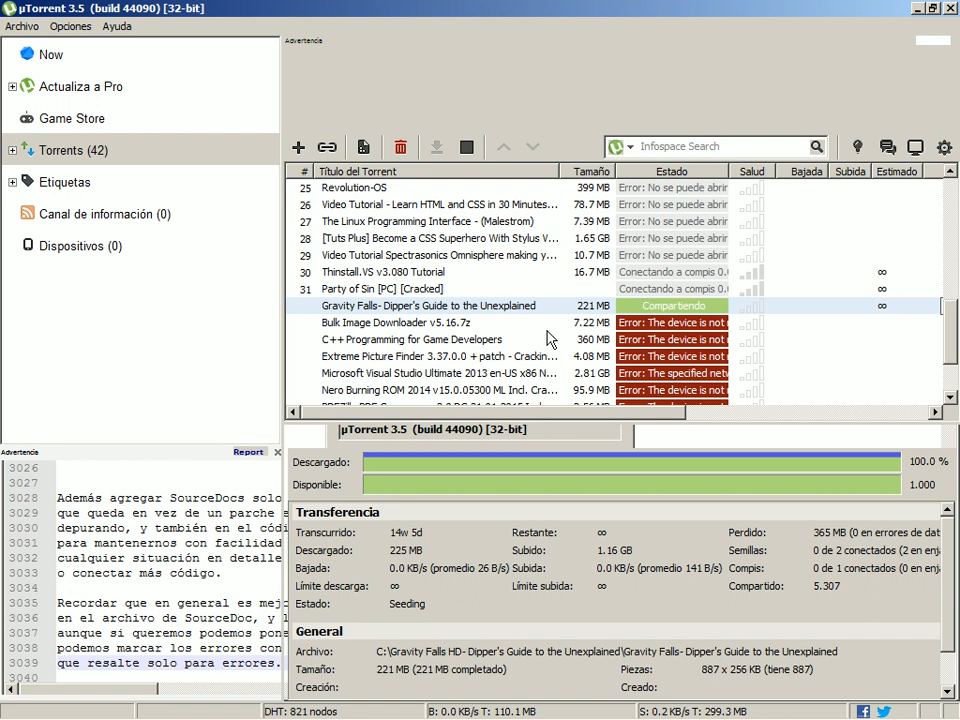 µTorrent 3.5 (build 44090) [32-bit]
Archivo Opciones Ayuda
Now
Actualiza a Pro
Game Store
Torrents (42)
Etiquetas
Canal de información (0)
Dispositivos (0)
Advertencia
Infospace Search
# Título del Torrent Tamaño Estado Salud Bajada Subida Estimado
25 Revolution-OS 399 MB Error: No se puede abrir
26 Video Tutorial - Learn HTML and CSS in 30 Minutes... 78.7 MB Error: No se puede abrir
27 The Linux Programming Interface - (Malestrom) 7.39 MB Error: No se puede abrir
28 [Tuts Plus] Become a CSS Superhero With Stylus V... 1.65 GB Error: No se puede abrir
29 Video Tutorial Spectrasonics Omnisphere making y... 10.7 MB Error: No se puede abrir
30 Thinstall.VS v3.080 Tutorial 16.7 MB Conectando a compis 0. ∞
31 Party of Sin [PC] [Cracked] Conectando a compis 0. ∞
Gravity Falls- Dipper's Guide to the Unexplained 221 MB Compartiendo ∞
Bulk Image Downloader v5.16.7z 7.22 MB Error: The device is not
C++ Programming for Game Developers 360 MB Error: The device is not
Extreme Picture Finder 3.37.0.0 + patch - Crackin... 4.08 MB Error: The device is not
Microsoft Visual Studio Ultimate 2013 en-US x86 N... 2.81 GB Error: The specified net
Nero Burning ROM 2014 v15.0.05300 ML Incl. Cra... 95.9 MB Error: The device is not
µTorrent 3.5 (build 44090) [32-bit]
Descargado: 100.0 %
Disponible: 1.000
Transferencia
Transcurrido: 14w 5d Restante: ∞ Perdido: 365 MB (0 en errores de dat
Descargado: 225 MB Subido: 1.16 GB Semillas: 0 de 2 conectados (2 en enj
Bajada: 0.0 KB/s (promedio 26 B/s) Subida: 0.0 KB/s (promedio 141 B/s) Compis: 0 de 1 conectados (0 en enj
Límite descarga: ∞ Límite subida: ∞ Compartido: 5.307
Estado: Seeding
General
Archivo: C:\Gravity Falls HD- Dipper's Guide to the Unexplained\Gravity Falls- Dipper's Guide to the Unexplained
Tamaño: 221 MB (221 MB completado) Piezas: 887 x 256 KB (tiene 887)
Creación: Creado:
Advertencia Report
3026
3027
3028 Además agregar SourceDocs solo
3029 que queda en vez de un parche
3030 depurando, y también en el códi
3031 para mantenernos con facilidad
3032 cualquier situación en detalle
3033 o conectar más código.
3034
3035 Recordar que en general es mejo
3036 en el archivo de SourceDoc, y
3037 aunque si queremos podemos pone
3038 podemos marcar los errores con
3039 que resalte solo para errores.
3040
DHT: 821 nodos B: 0.0 KB/s T: 110.1 MB S: 0.2 KB/s T: 299.3 MB